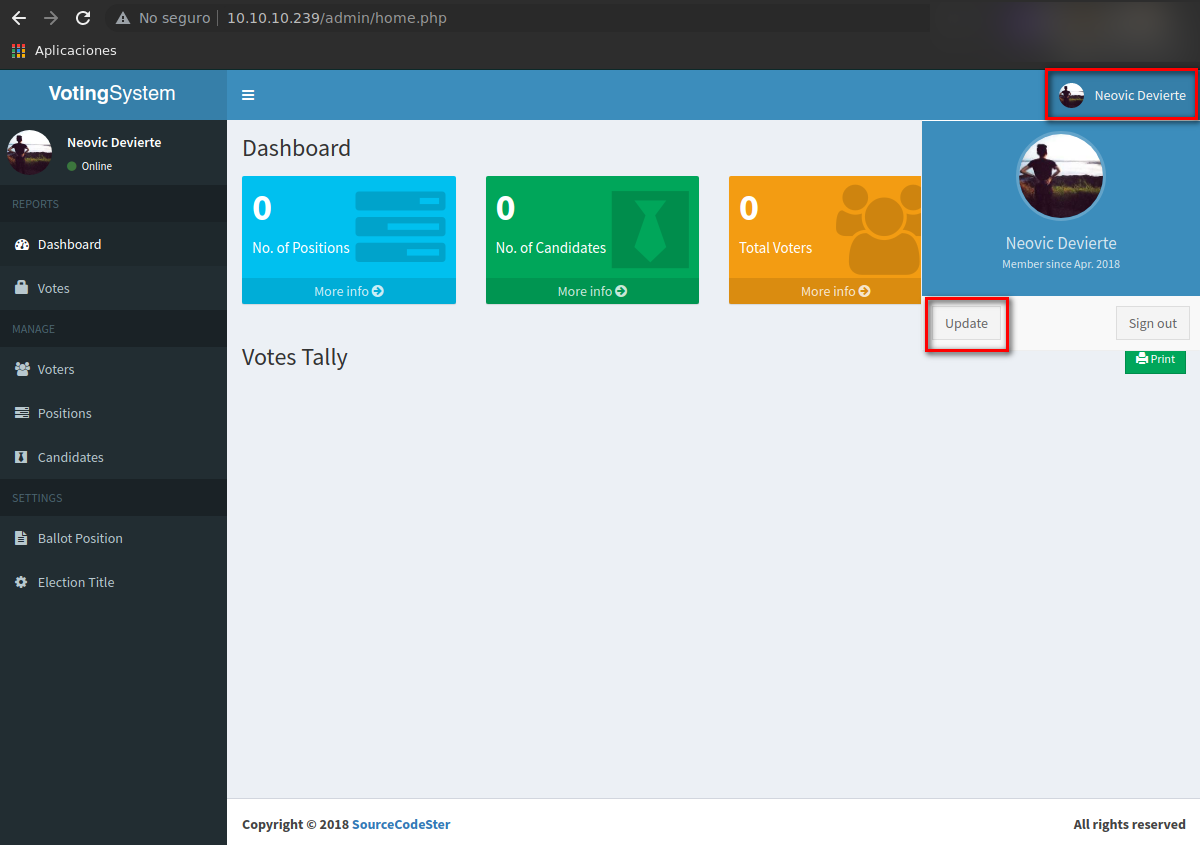 No seguro
10.10.10.239/admin/home.php
Aplicaciones
VotingSystem
Neovic Devierte
Neovic Devierte
Online
REPORTS
Dashboard
Votes
MANAGE
Voters
Positions
Candidates
SETTINGS
Ballot Position
Election Title
Dashboard
0
No. of Positions
More info
0
No. of Candidates
More info
0
Total Voters
More info
Neovic Devierte
Member since Apr. 2018
Update
Sign out
Votes Tally
Print
Copyright © 2018 SourceCodeSter
All rights reserved